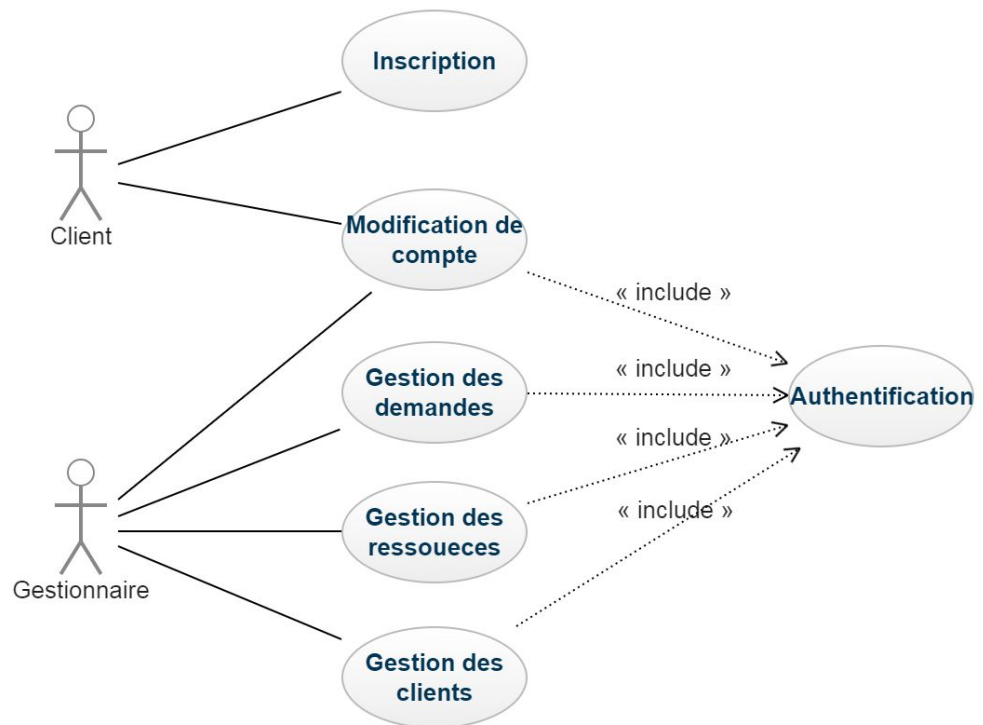 Inscription
Client
Modification de
compte
« include »
Gestion des
demandes
« include »
Authentification
« include »
Gestionnaire
Gestion des
ressoueces
« include »
Gestion des
clients